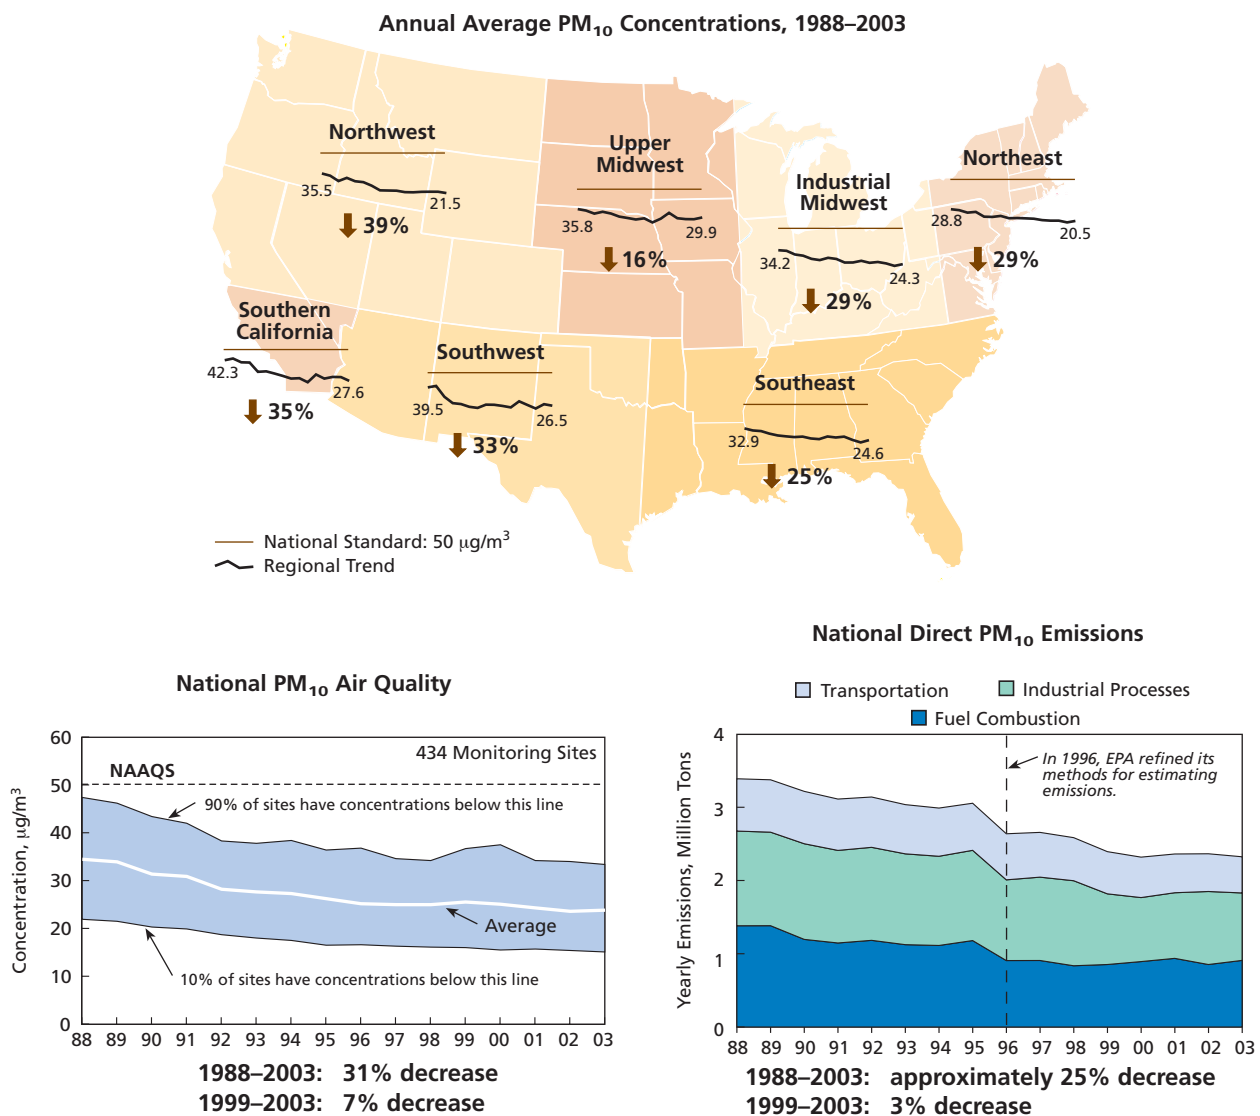 Annual Average PM₁₀ Concentrations, 1988–2003
Northwest
35.5
21.5
39%
Upper
Midwest
35.8
29.9
16%
Industrial
Midwest
34.2
24.3
29%
Northeast
28.8
20.5
29%
Southern
California
42.3
27.6
35%
Southwest
39.5
26.5
33%
Southeast
32.9
24.6
25%
National Standard: 50 µg/m³
Regional Trend
National PM₁₀ Air Quality
434 Monitoring Sites
NAAQS
90% of sites have concentrations below this line
Average
10% of sites have concentrations below this line
Concentration, µg/m³
60
50
40
30
20
10
0
88 89 90 91 92 93 94 95 96 97 98 99 00 01 02 03
1988–2003: 31% decrease
1999–2003: 7% decrease
National Direct PM₁₀ Emissions
Transportation
Industrial Processes
Fuel Combustion
In 1996, EPA refined its
methods for estimating
emissions.
Yearly Emissions, Million Tons
4
3
2
1
0
88 89 90 91 92 93 94 95 96 97 98 99 00 01 02 03
1988–2003: approximately 25% decrease
1999–2003: 3% decrease